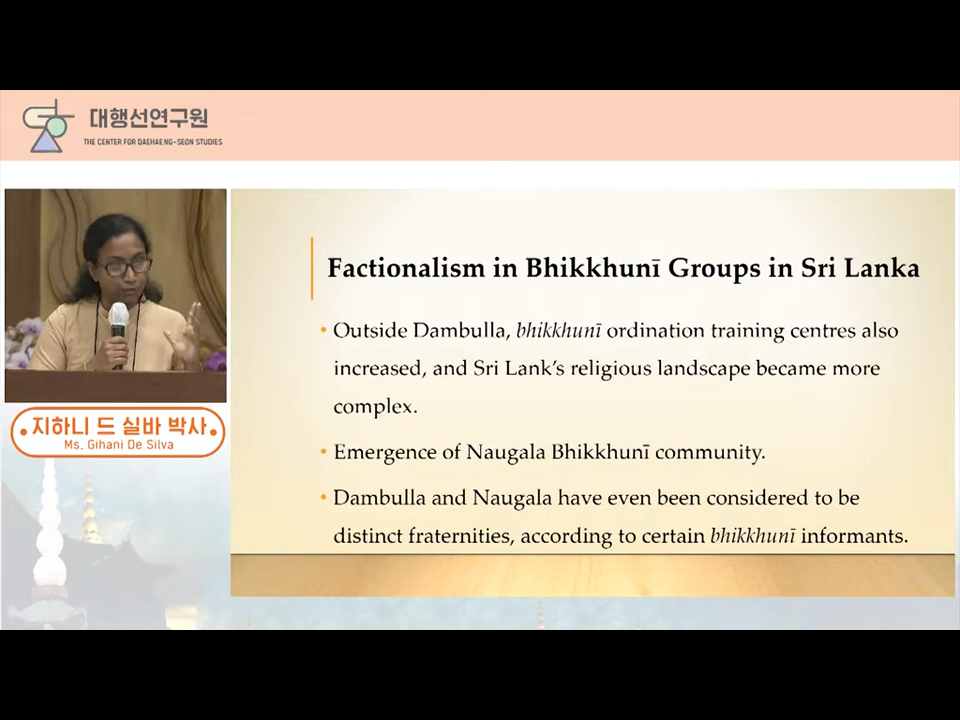 대행선연구원
THE CENTER FOR DAEHAENG-SEON STUDIES
지하니 드 실바 박사
Ms. Gihani De Silva
Factionalism in Bhikkhunī Groups in Sri Lanka
• Outside Dambulla, bhikkhunī ordination training centres also
increased, and Sri Lank’s religious landscape became more
complex.
• Emergence of Naugala Bhikkhunī community.
• Dambulla and Naugala have even been considered to be
distinct fraternities, according to certain bhikkhunī informants.